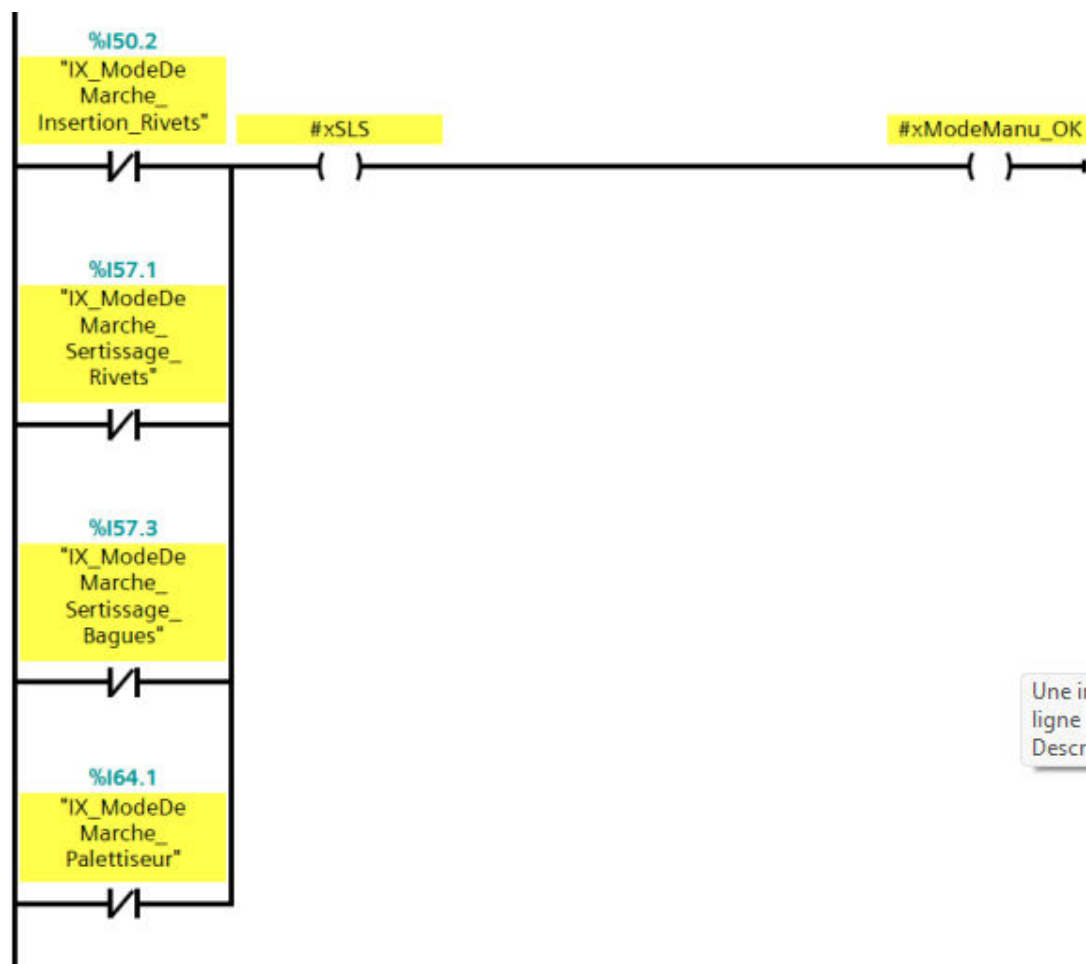 %I50.2
"IX_ModeDe
Marche_
Insertion_Rivets"
#xSLS
#xModeManu_OK
%I57.1
"IX_ModeDe
Marche_
Sertissage_
Rivets"
%I57.3
"IX_ModeDe
Marche_
Sertissage_
Bagues"
%I64.1
"IX_ModeDe
Marche_
Palettiseur"
Une
ligne